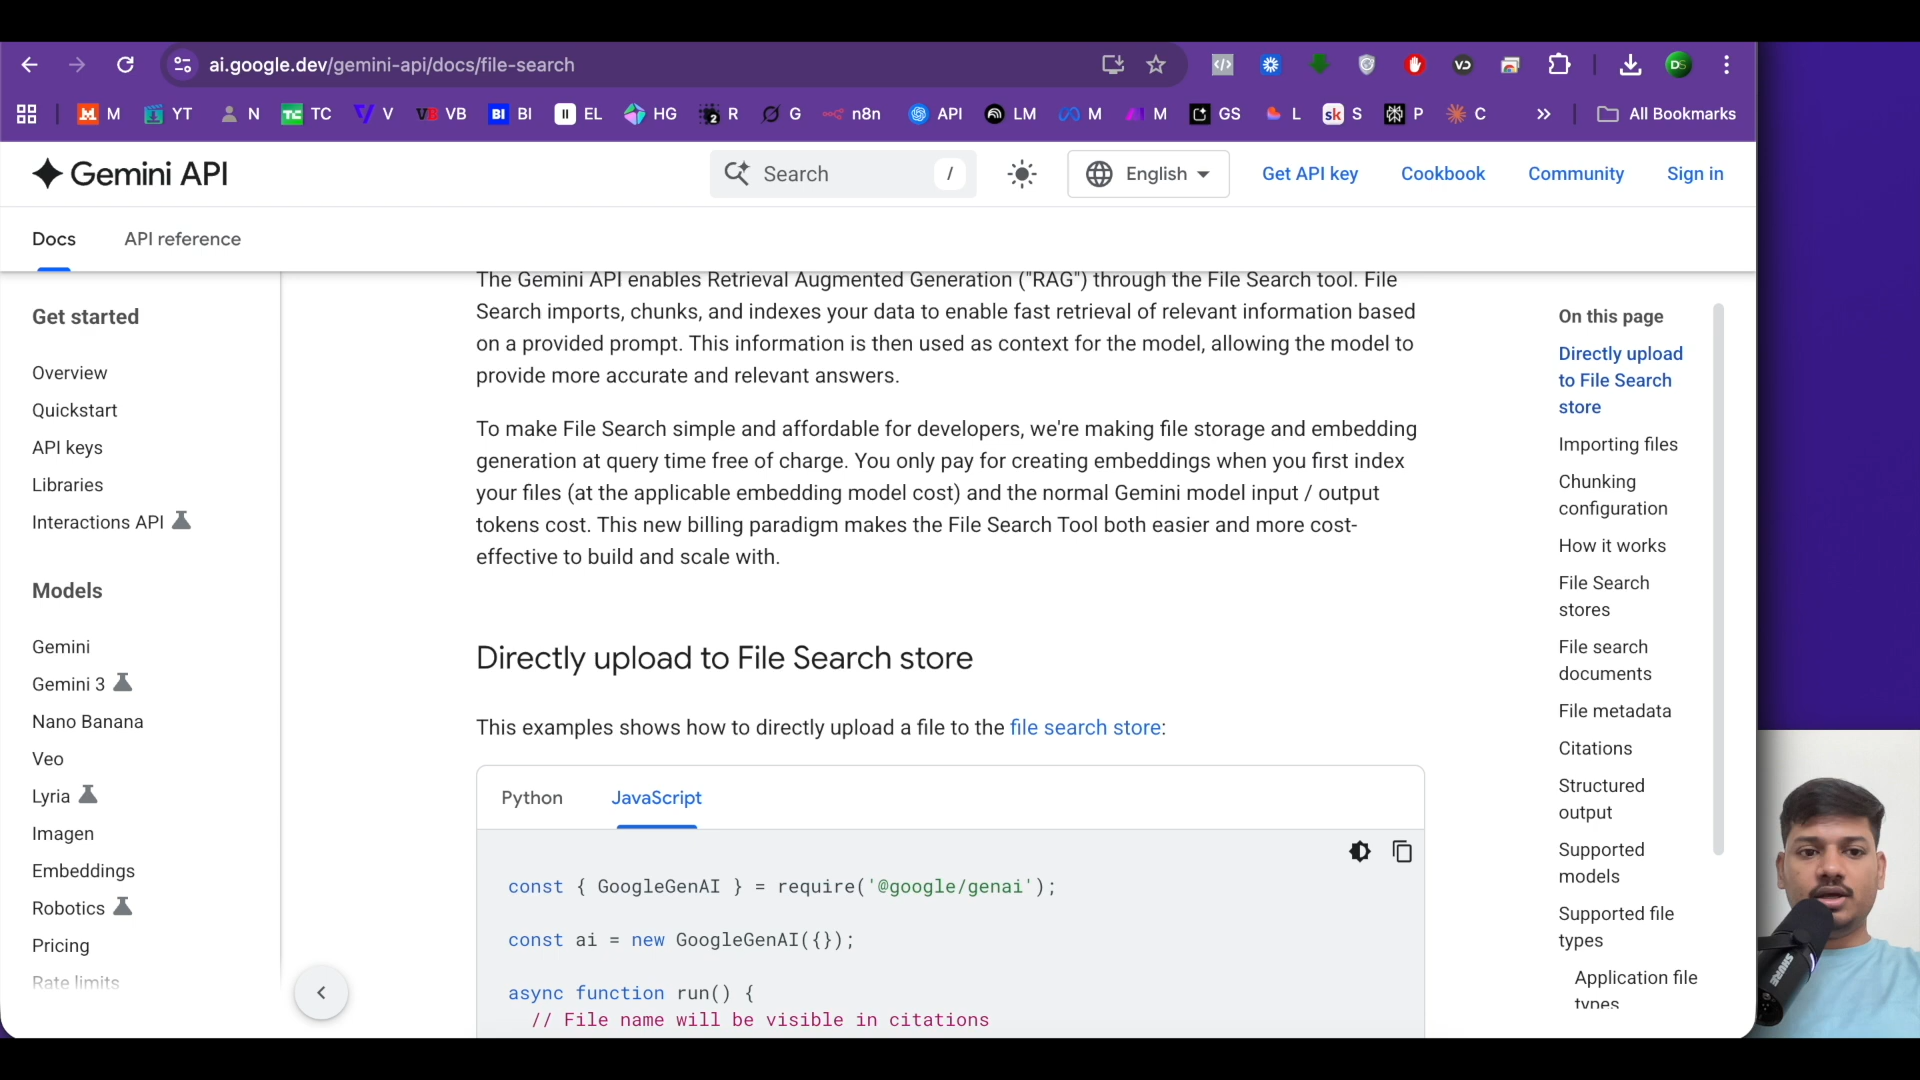 ai.google.dev/gemini-api/docs/file-search
M YT N TC V VB BI EL HG R G n8n API LM M M GS L S P C » All Bookmarks
Gemini API
Search /
English
Get API key
Cookbook
Community
Sign in
Docs
API reference
Get started
Overview
Quickstart
API keys
Libraries
Interactions API
Models
Gemini
Gemini 3
Nano Banana
Veo
Lyria
Imagen
Embeddings
Robotics
Pricing
Rate limits
The Gemini API enables Retrieval Augmented Generation ("RAG") through the File Search tool. File
Search imports, chunks, and indexes your data to enable fast retrieval of relevant information based
on a provided prompt. This information is then used as context for the model, allowing the model to
provide more accurate and relevant answers.
To make File Search simple and affordable for developers, we're making file storage and embedding
generation at query time free of charge. You only pay for creating embeddings when you first index
your files (at the applicable embedding model cost) and the normal Gemini model input / output
tokens cost. This new billing paradigm makes the File Search Tool both easier and more cost-
effective to build and scale with.
Directly upload to File Search store
This examples shows how to directly upload a file to the file search store:
Python JavaScript
const { GoogleGenAI } = require('@google/genai');
const ai = new GoogleGenAI({});
async function run() {
// File name will be visible in citations
On this page
Directly upload
to File Search
store
Importing files
Chunking
configuration
How it works
File Search
stores
File search
documents
File metadata
Citations
Structured
output
Supported
models
Supported file
types
Application file
types
SHURE